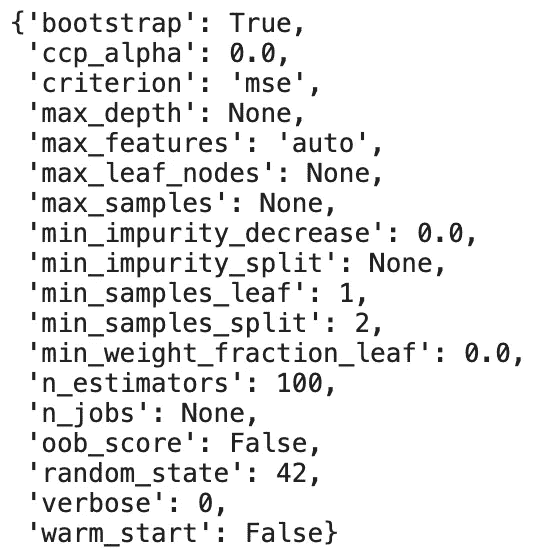 {'bootstrap': True,
 'ccp_alpha': 0.0,
 'criterion': 'mse',
 'max_depth': None,
 'max_features': 'auto',
 'max_leaf_nodes': None,
 'max_samples': None,
 'min_impurity_decrease': 0.0,
 'min_impurity_split': None,
 'min_samples_leaf': 1,
 'min_samples_split': 2,
 'min_weight_fraction_leaf': 0.0,
 'n_estimators': 100,
 'n_jobs': None,
 'oob_score': False,
 'random_state': 42,
 'verbose': 0,
 'warm_start': False}